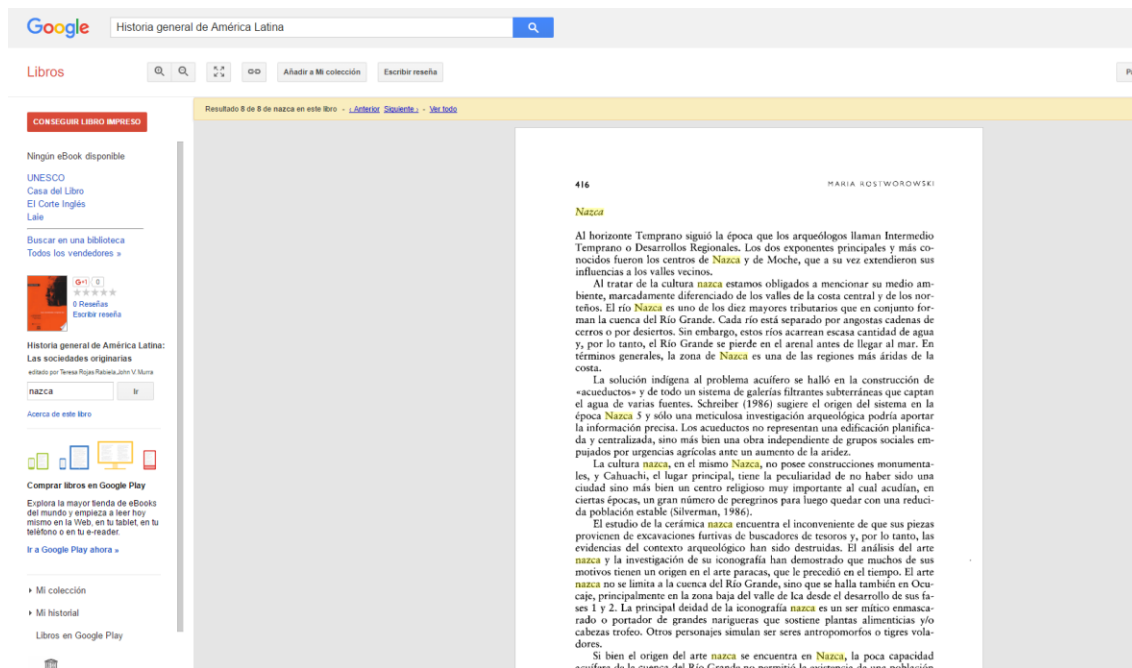 Google
Historia general de América Latina
Libros
Añadir a Mi colección
Escribir reseña
Resultado 8 de 8 de nazca en este libro - ‹ Anterior Siguiente › - Ver todo
CONSEGUIR LIBRO IMPRESO
Ningún eBook disponible
UNESCO
Casa del Libro
El Corte Inglés
Laie
Buscar en una biblioteca
Todos los vendedores »
G+1 0
0 Reseñas
Escribir reseña
Historia general de América Latina:
Las sociedades originarias
editado por Teresa Rojas Rabiela,John V. Murra
nazca
Ir
Acerca de este libro
Comprar libros en Google Play
Explora la mayor tienda de eBooks
del mundo y empieza a leer hoy
mismo en la Web, en tu tablet, en tu
teléfono o en tu e-reader.
Ir a Google Play ahora »
Mi colección
Mi historial
Libros en Google Play
416
MARIA ROSTWOROWSKI
Nazca
Al horizonte Temprano siguió la época que los arqueólogos llaman Intermedio
Temprano o Desarrollos Regionales. Los dos exponentes principales y más co-
nocidos fueron los centros de Nazca y de Moche, que a su vez extendieron sus
influencias a los valles vecinos.
Al tratar de la cultura nazca estamos obligados a mencionar su medio am-
biente, marcadamente diferenciado de los valles de la costa central y de los nor-
teños. El río Nazca es uno de los diez mayores tributarios que en conjunto for-
man la cuenca del Río Grande. Cada río está separado por angostas cadenas de
cerros o por desiertos. Sin embargo, estos ríos acarrean escasa cantidad de agua
y, por lo tanto, el Río Grande se pierde en el arenal antes de llegar al mar. En
términos generales, la zona de Nazca es una de las regiones más áridas de la
costa.
La solución indígena al problema acuífero se halló en la construcción de
«acueductos» y de todo un sistema de galerías filtrantes subterráneas que captan
el agua de varias fuentes. Schreiber (1986) sugiere el origen del sistema en la
época Nazca 5 y sólo una meticulosa investigación arqueológica podría aportar
la información precisa. Los acueductos no representan una edificación planifica-
da y centralizada, sino más bien una obra independiente de grupos sociales em-
pujados por urgencias agrícolas ante un aumento de la aridez.
La cultura nazca, en el mismo Nazca, no posee construcciones monumenta-
les, y Cahuachi, el lugar principal, tiene la peculiaridad de no haber sido una
ciudad sino más bien un centro religioso muy importante al cual acudían, en
ciertas épocas, un gran número de peregrinos para luego quedar con una reduci-
da población estable (Silverman, 1986).
El estudio de la cerámica nazca encuentra el inconveniente de que sus piezas
provienen de excavaciones furtivas de buscadores de tesoros y, por lo tanto, las
evidencias del contexto arqueológico han sido destruidas. El análisis del arte
nazca y la investigación de su iconografía han demostrado que muchos de sus
motivos tienen un origen en el arte paracas, que le precedió en el tiempo. El arte
nazca no se limita a la cuenca del Río Grande, sino que se halla también en Ocu-
caje, principalmente en la zona baja del valle de Ica desde el desarrollo de sus fa-
ses 1 y 2. La principal deidad de la iconografía nazca es un ser mítico enmasca-
rado o portador de grandes narigueras que sostiene plantas alimenticias y/o
cabezas trofeo. Otros personajes simulan ser seres antropomorfos o tigres vola-
dores.
Si bien el origen del arte nazca se encuentra en Nazca, la poca capacidad
acuífera de la cuenca del Río Grande no permitió la existencia de una población